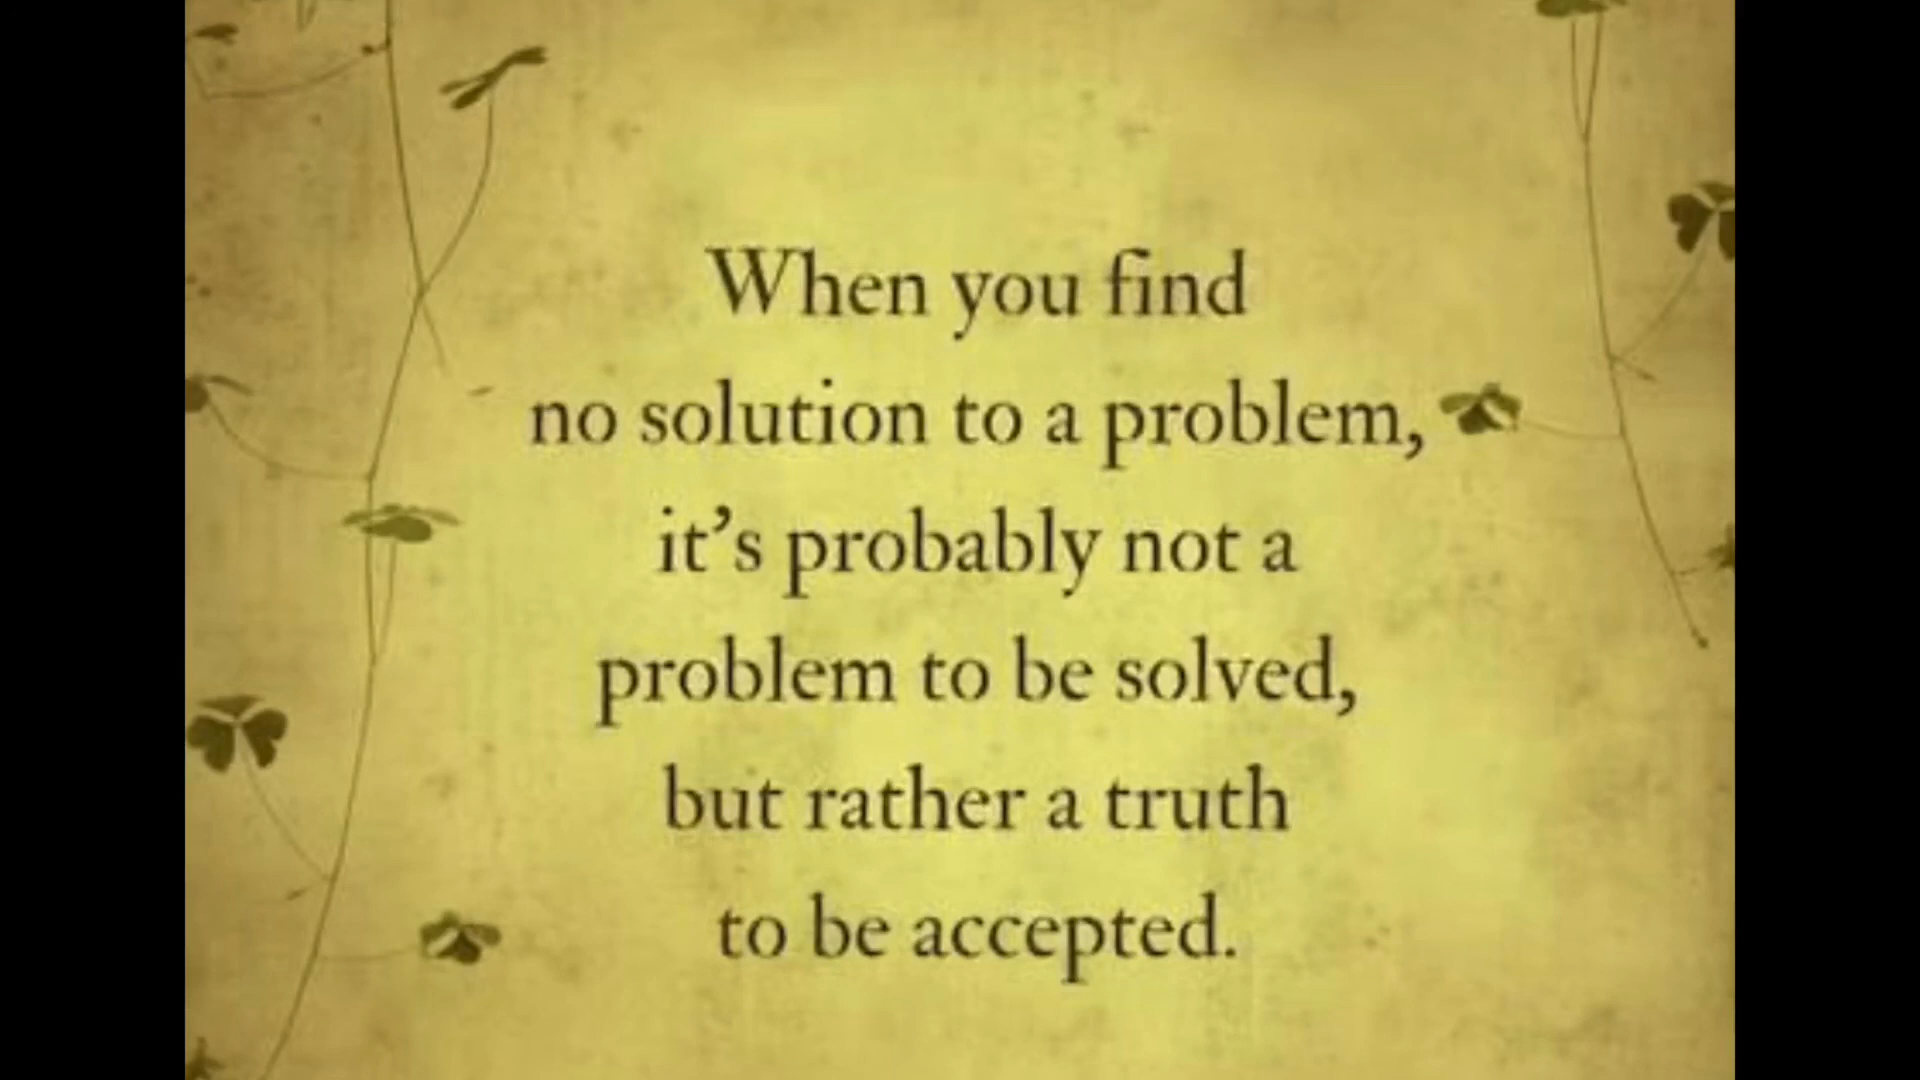 When you find
no solution to a problem,
it’s probably not a
problem to be solved,
but rather a truth
to be accepted.